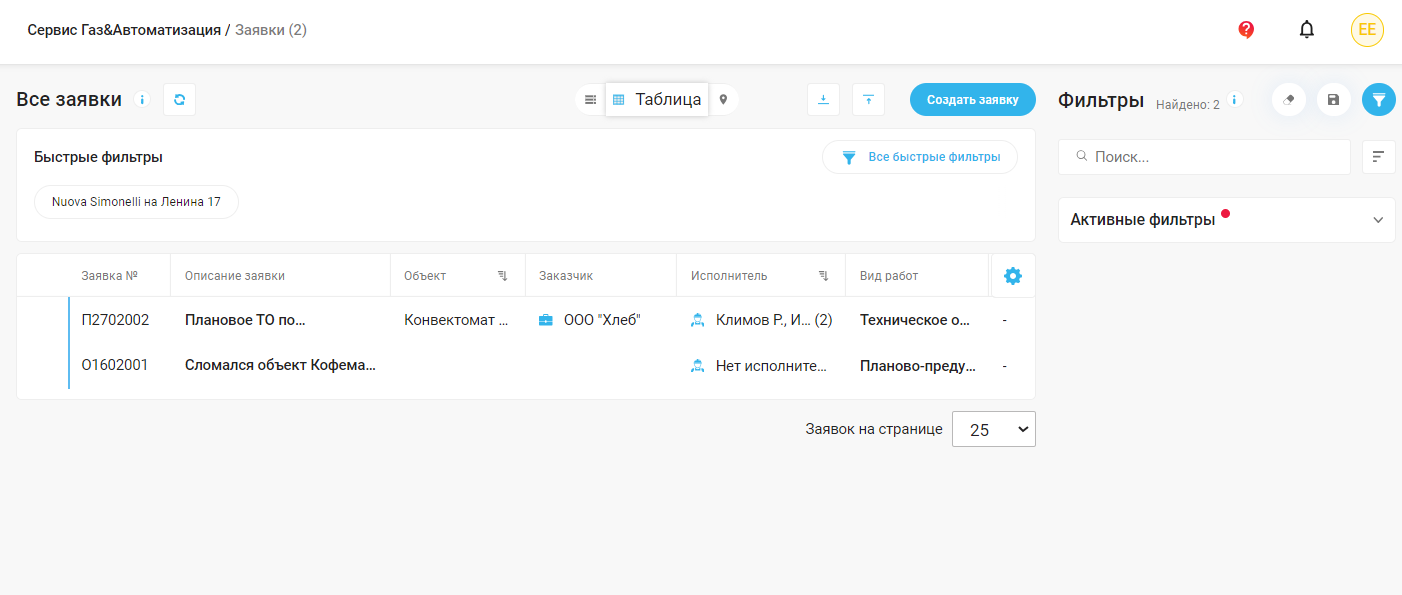 Сервис Газ&Автоматизация / Заявки (2)
EE
Все заявки
Таблица
Создать заявку
Фильтры Найдено: 2
Быстрые фильтры
Все быстрые фильтры
Поиск...
Nuova Simonelli на Ленина 17
Активные фильтры
Заявка № Описание заявки Объект Заказчик Исполнитель Вид работ
П2702002 Плановое ТО по... Конвектомат ... ООО "Хлеб" Климов Р., И... (2) Техническое о... -
О1602001 Сломался объект Кофема... Нет исполните... Планово-преду... -
Заявок на странице 25